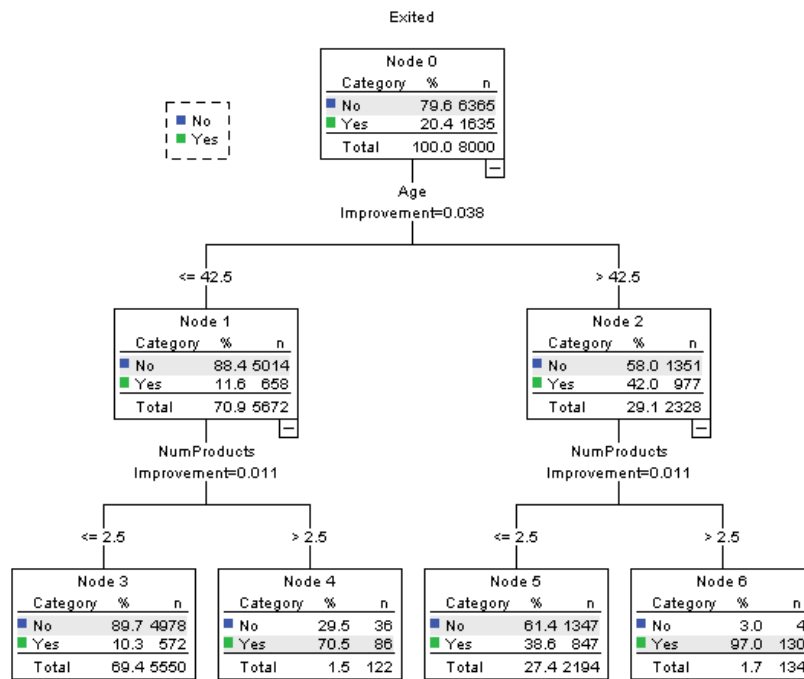 Exited
Node 0
Category % n
No 79.6 6365
Yes 20.4 1635
Total 100.0 8000
No
Yes
Age
Improvement=0.038
<= 42.5
> 42.5
Node 1
Category % n
No 88.4 5014
Yes 11.6 658
Total 70.9 5672
Node 2
Category % n
No 58.0 1351
Yes 42.0 977
Total 29.1 2328
NumProducts
Improvement=0.011
NumProducts
Improvement=0.011
<= 2.5
> 2.5
<= 2.5
> 2.5
Node 3
Category % n
No 89.7 4978
Yes 10.3 572
Total 69.4 5550
Node 4
Category % n
No 29.5 36
Yes 70.5 86
Total 1.5 122
Node 5
Category % n
No 61.4 1347
Yes 38.6 847
Total 27.4 2194
Node 6
Category % n
No 3.0 4
Yes 97.0 130
Total 1.7 134